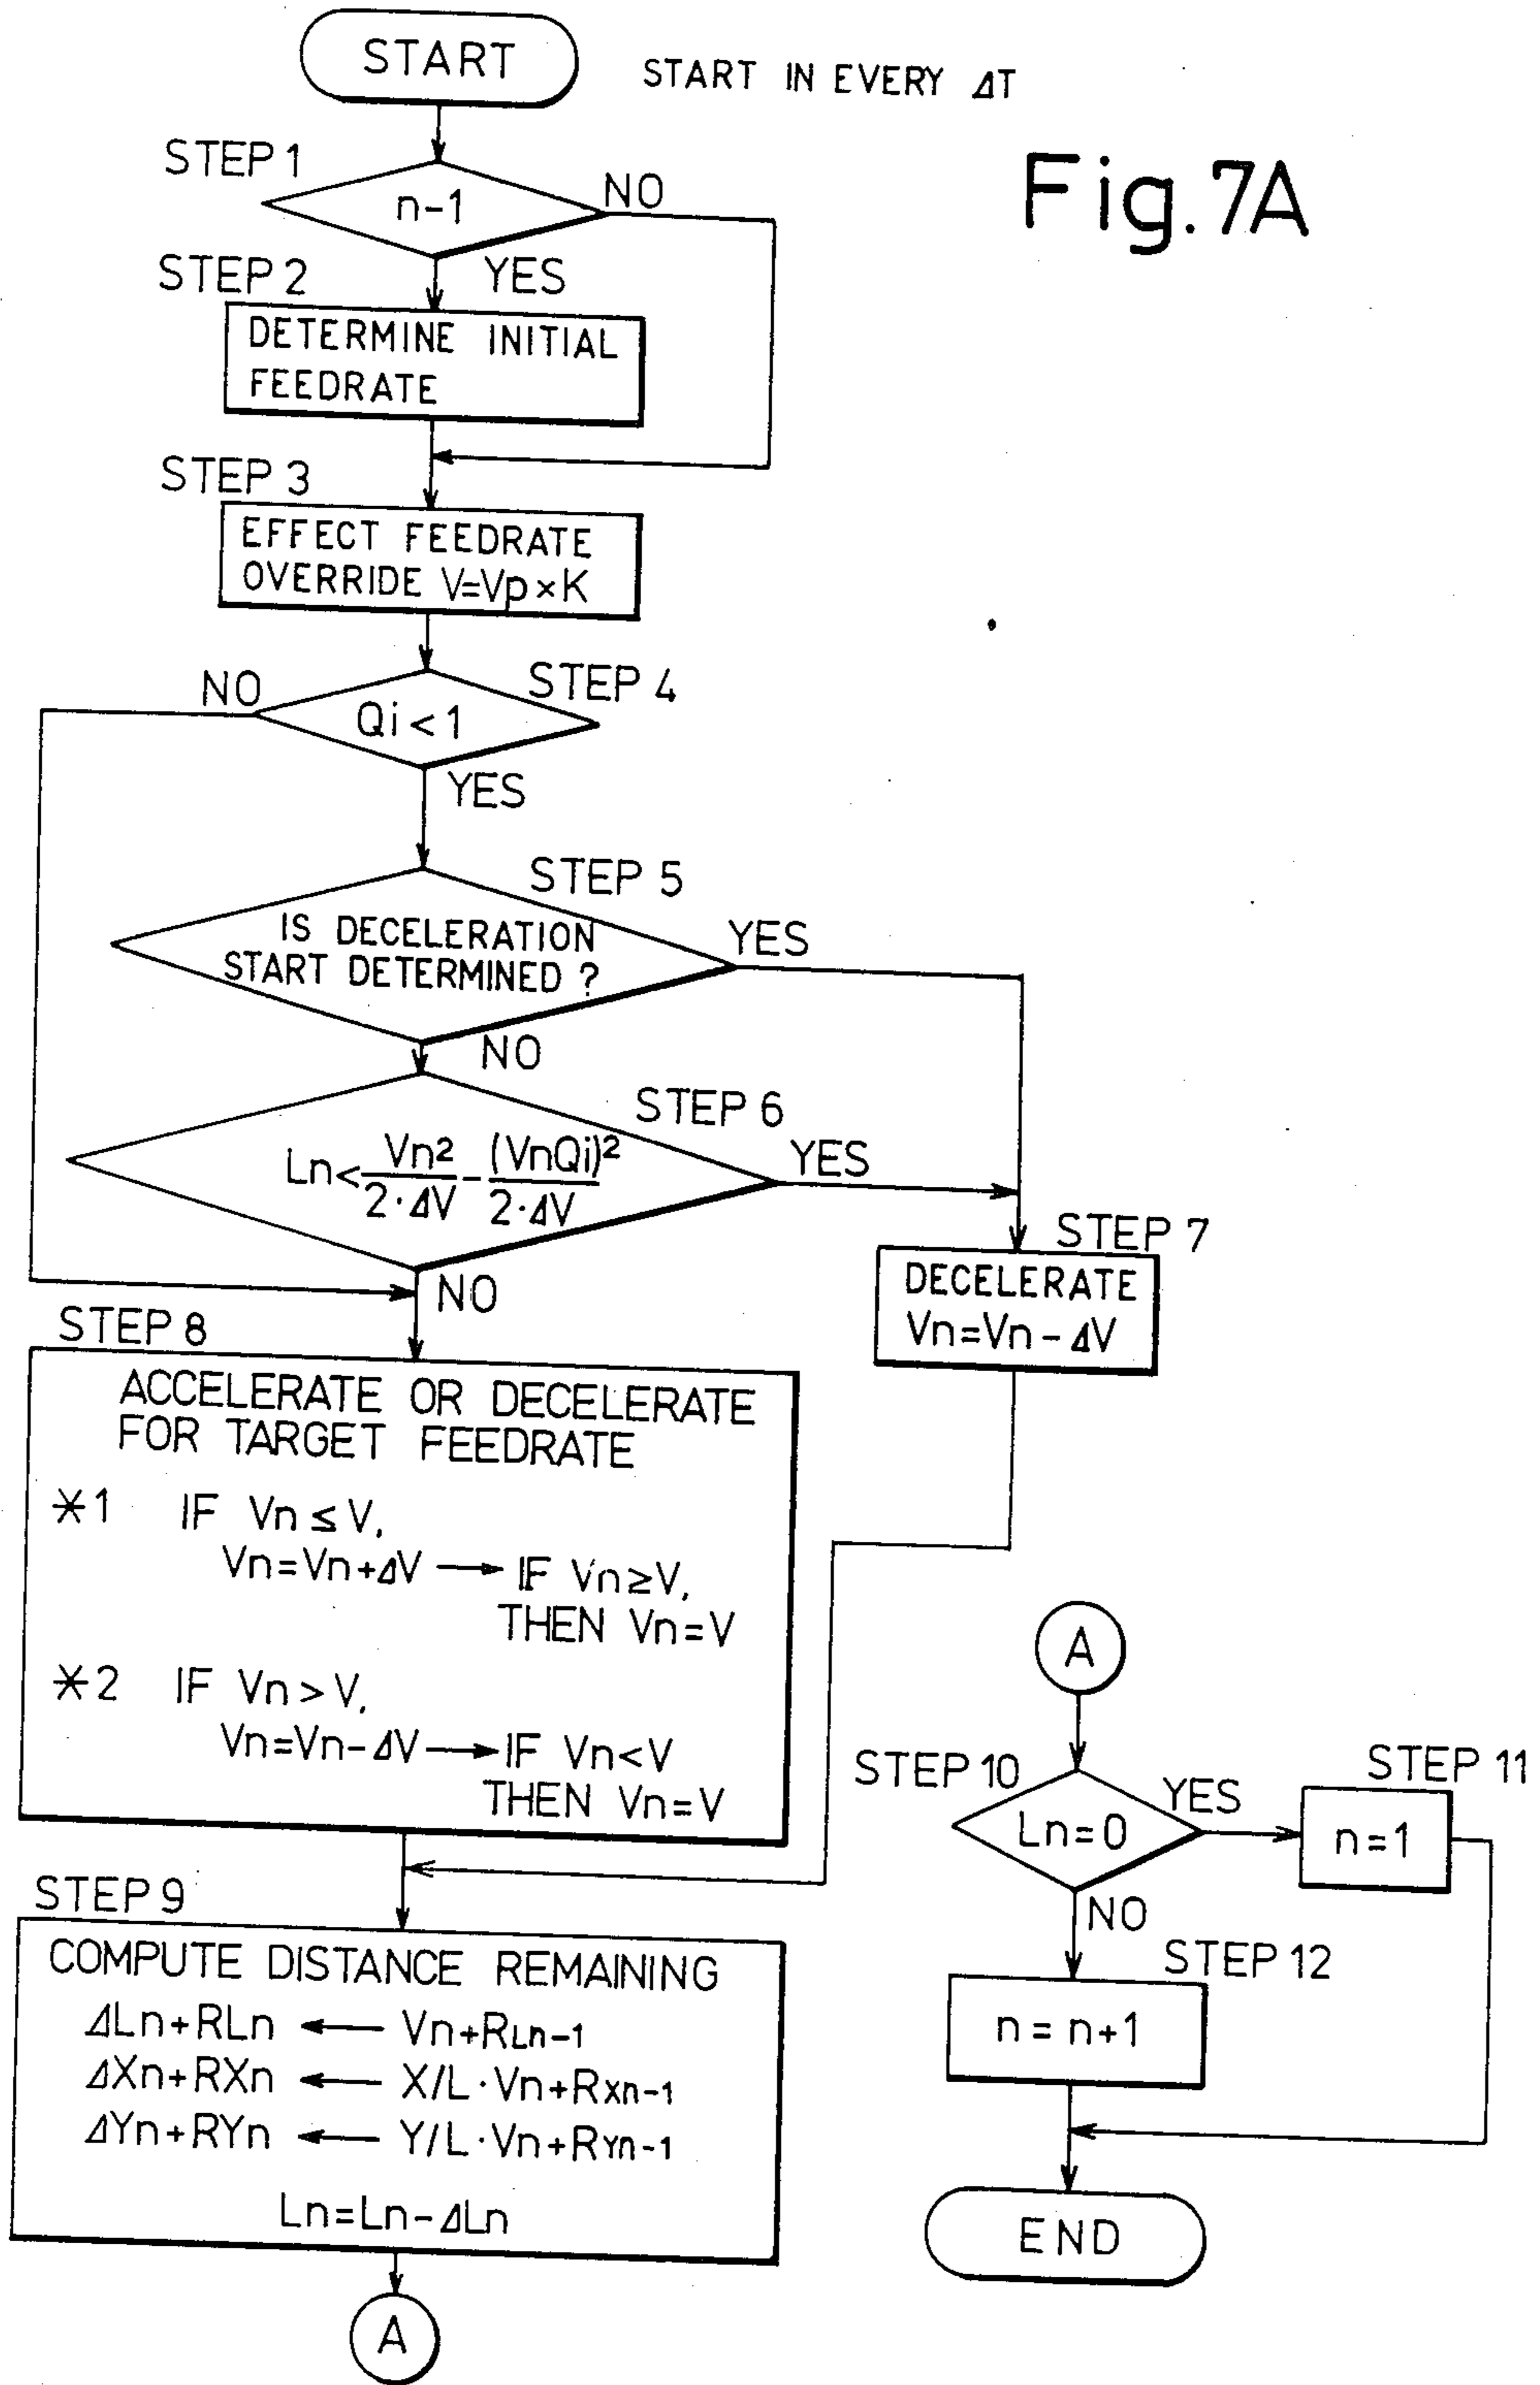 START
START IN EVERY ΔT
Fig.7A
STEP 1
n-1
NO
YES
STEP 2
DETERMINE INITIAL
FEEDRATE
STEP 3
EFFECT FEEDRATE
OVERRIDE V=Vp×K
NO
STEP 4
Qi<1
YES
STEP 5
IS DECELERATION
START DETERMINED ?
YES
NO
STEP 6
Ln<Vn2/2·ΔV-(VnQi)2/2·ΔV
YES
NO
STEP 7
DECELERATE
Vn=Vn-ΔV
STEP 8
ACCELERATE OR DECELERATE
FOR TARGET FEEDRATE
*1 IF Vn≤V,
Vn=Vn+ΔV → IF Vn≥V,
THEN Vn=V
*2 IF Vn>V,
Vn=Vn-ΔV → IF Vn<V
THEN Vn=V
STEP 9
COMPUTE DISTANCE REMAINING
ΔLn+RLn ← Vn+RLn-1
ΔXn+RXn ← X/L·Vn+RXn-1
ΔYn+RYn ← Y/L·Vn+RYn-1
Ln=Ln-ΔLn
A
A
STEP 10
Ln=0
YES
STEP 11
n=1
NO
STEP 12
n=n+1
END